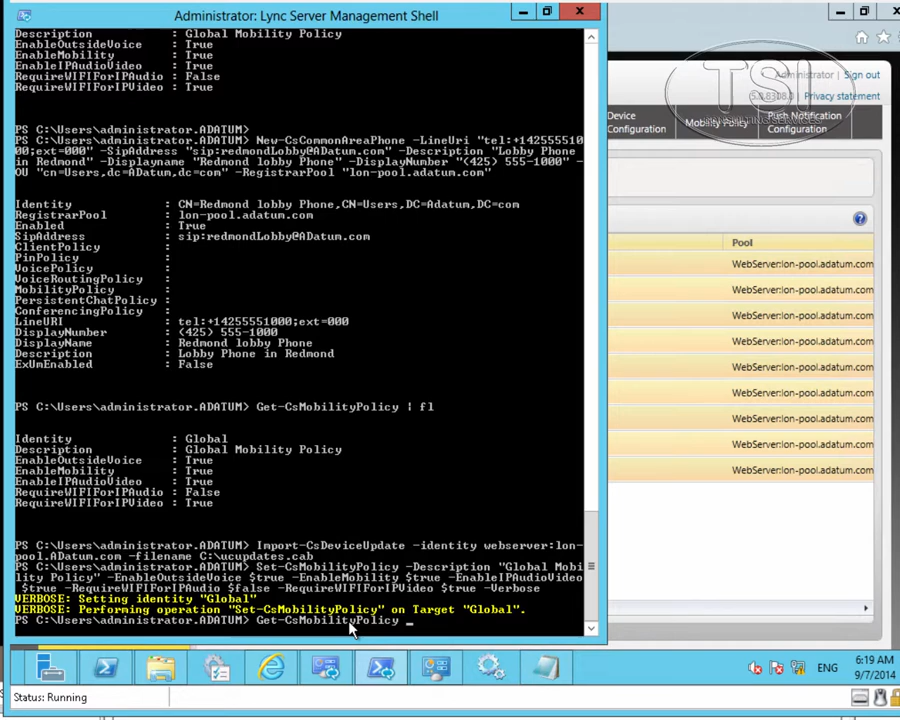 Administrator: Lync Server Management Shell
Description : Global Mobility Policy
EnableOutsideVoice : True
EnableMobility : True
EnableIPAudioVideo : True
RequireWIFIForIPAudio : False
RequireWIFIForIPVideo : True
PS C:\Users\administrator.ADATUM>
PS C:\Users\administrator.ADATUM> New-CsCommonAreaPhone -LineUri "tel:+142555510
00;ext=000" -SipAddress "sip:redmondLobby@ADatum.com" -Description "Lobby Phone
in Redmond" -Displayname "Redmond lobby Phone" -DisplayNumber "(425) 555-1000" -
OU "cn=Users,dc=ADatum,dc=com" -RegistrarPool "lon-pool.adatum.com"
Identity : CN=Redmond lobby Phone,CN=Users,DC=Adatum,DC=com
RegistrarPool : lon-pool.adatum.com
Enabled : True
SipAddress : sip:redmondLobby@ADatum.com
ClientPolicy :
PinPolicy :
VoicePolicy :
VoiceRoutingPolicy :
MobilityPolicy :
PersistentChatPolicy :
ConferencingPolicy :
LineURI : tel:+14255551000;ext=000
DisplayNumber : (425) 555-1000
DisplayName : Redmond lobby Phone
Description : Lobby Phone in Redmond
ExUmEnabled : False
PS C:\Users\administrator.ADATUM> Get-CsMobilityPolicy | fl
Identity : Global
Description : Global Mobility Policy
EnableOutsideVoice : True
EnableMobility : True
EnableIPAudioVideo : True
RequireWIFIForIPAudio : False
RequireWIFIForIPVideo : True
PS C:\Users\administrator.ADATUM> Import-CsDeviceUpdate -identity webserver:lon-
pool.ADatum.com -filename C:\ucupdates.cab
PS C:\Users\administrator.ADATUM> Set-CsMobilityPolicy -Description "Global Mobi
lity Policy" -EnableOutsideVoice $true -EnableMobility $true -EnableIPAudioVideo
$true -RequireWIFIForIPAudio $false -RequireWIFIForIPVideo $true -Verbose
VERBOSE: Setting identity "Global"
VERBOSE: Performing operation "Set-CsMobilityPolicy" on Target "Global".
PS C:\Users\administrator.ADATUM> Get-CsMobilityPolicy _
TSI
Administrator | Sign out
5.0.8308.0 | Privacy statement
Device Configuration
Mobility Policy
Push Notification Configuration
Pool
WebServer:lon-pool.adatum.com
WebServer:lon-pool.adatum.com
WebServer:lon-pool.adatum.com
WebServer:lon-pool.adatum.com
WebServer:lon-pool.adatum.com
WebServer:lon-pool.adatum.com
WebServer:lon-pool.adatum.com
WebServer:lon-pool.adatum.com
WebServer:lon-pool.adatum.com
ENG
6:19 AM
9/7/2014
Status: Running